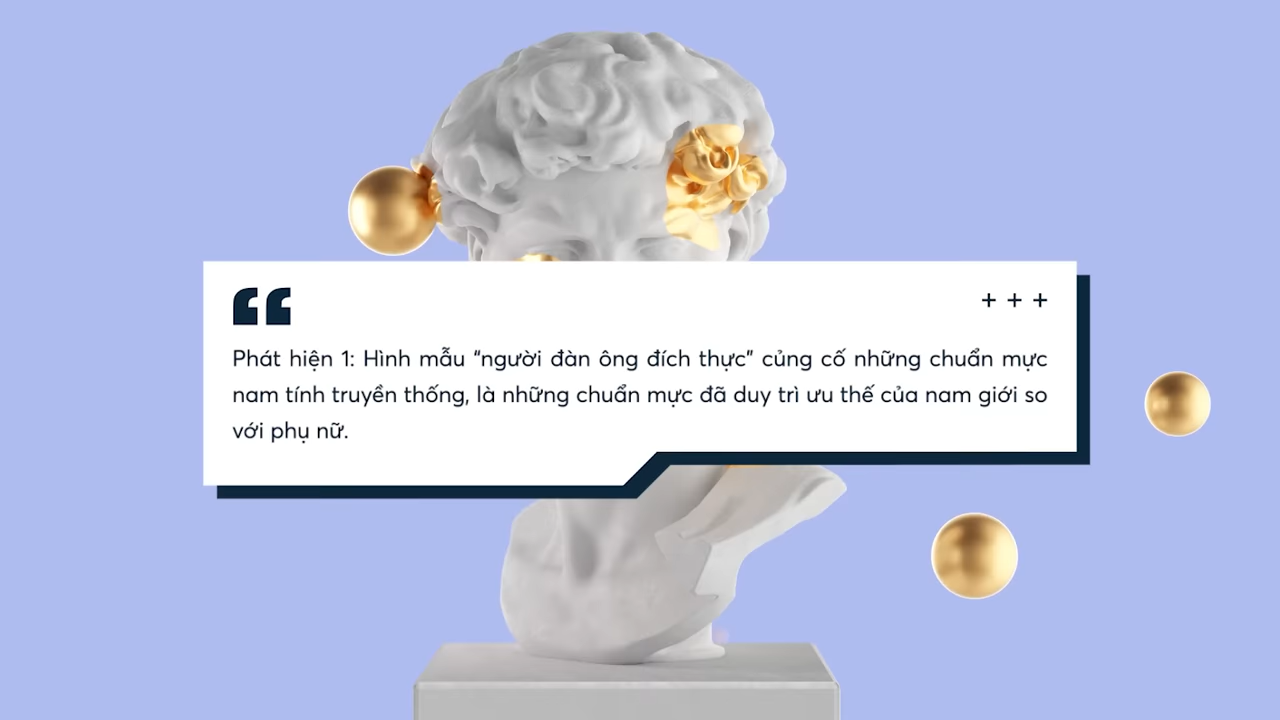 Phát hiện 1: Hình mẫu “người đàn ông đích thực” củng cố những chuẩn mực
nam tính truyền thống, là những chuẩn mực đã duy trì ưu thế của nam giới so
với phụ nữ.